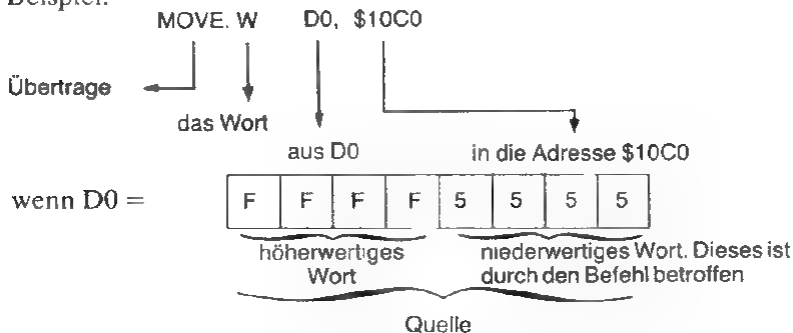 Beispiel:
MOVE. W D0, $10C0
Übertrage
das Wort
aus D0 in die Adresse $10C0
wenn D0 = F F F F 5 5 5 5
höherwertiges niederwertiges Wort. Dieses ist
Wort durch den Befehl betroffen
Quelle